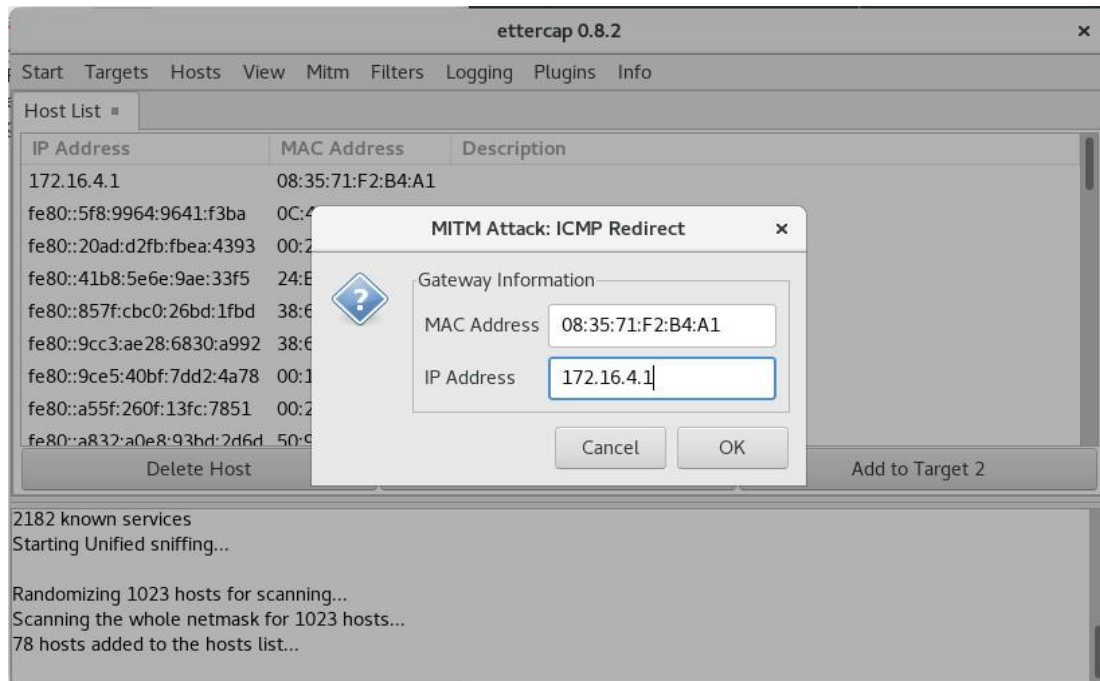 ettercap 0.8.2
Start Targets Hosts View Mitm Filters Logging Plugins Info
Host List
IP Address MAC Address Description
172.16.4.1 08:35:71:F2:B4:A1
fe80::5f8:9964:9641:f3ba
fe80::20ad:d2fb:fbea:4393
fe80::41b8:5e6e:9ae:33f5
fe80::857f:cbc0:26bd:1fbd
fe80::9cc3:ae28:6830:a992
fe80::9ce5:40bf:7dd2:4a78
fe80::a55f:260f:13fc:7851
fe80::a832:a0e8:93bd:2d6d
MITM Attack: ICMP Redirect
Gateway Information
MAC Address 08:35:71:F2:B4:A1
IP Address 172.16.4.1
Cancel OK
Delete Host Add to Target 2
2182 known services
Starting Unified sniffing...
Randomizing 1023 hosts for scanning...
Scanning the whole netmask for 1023 hosts...
78 hosts added to the hosts list...